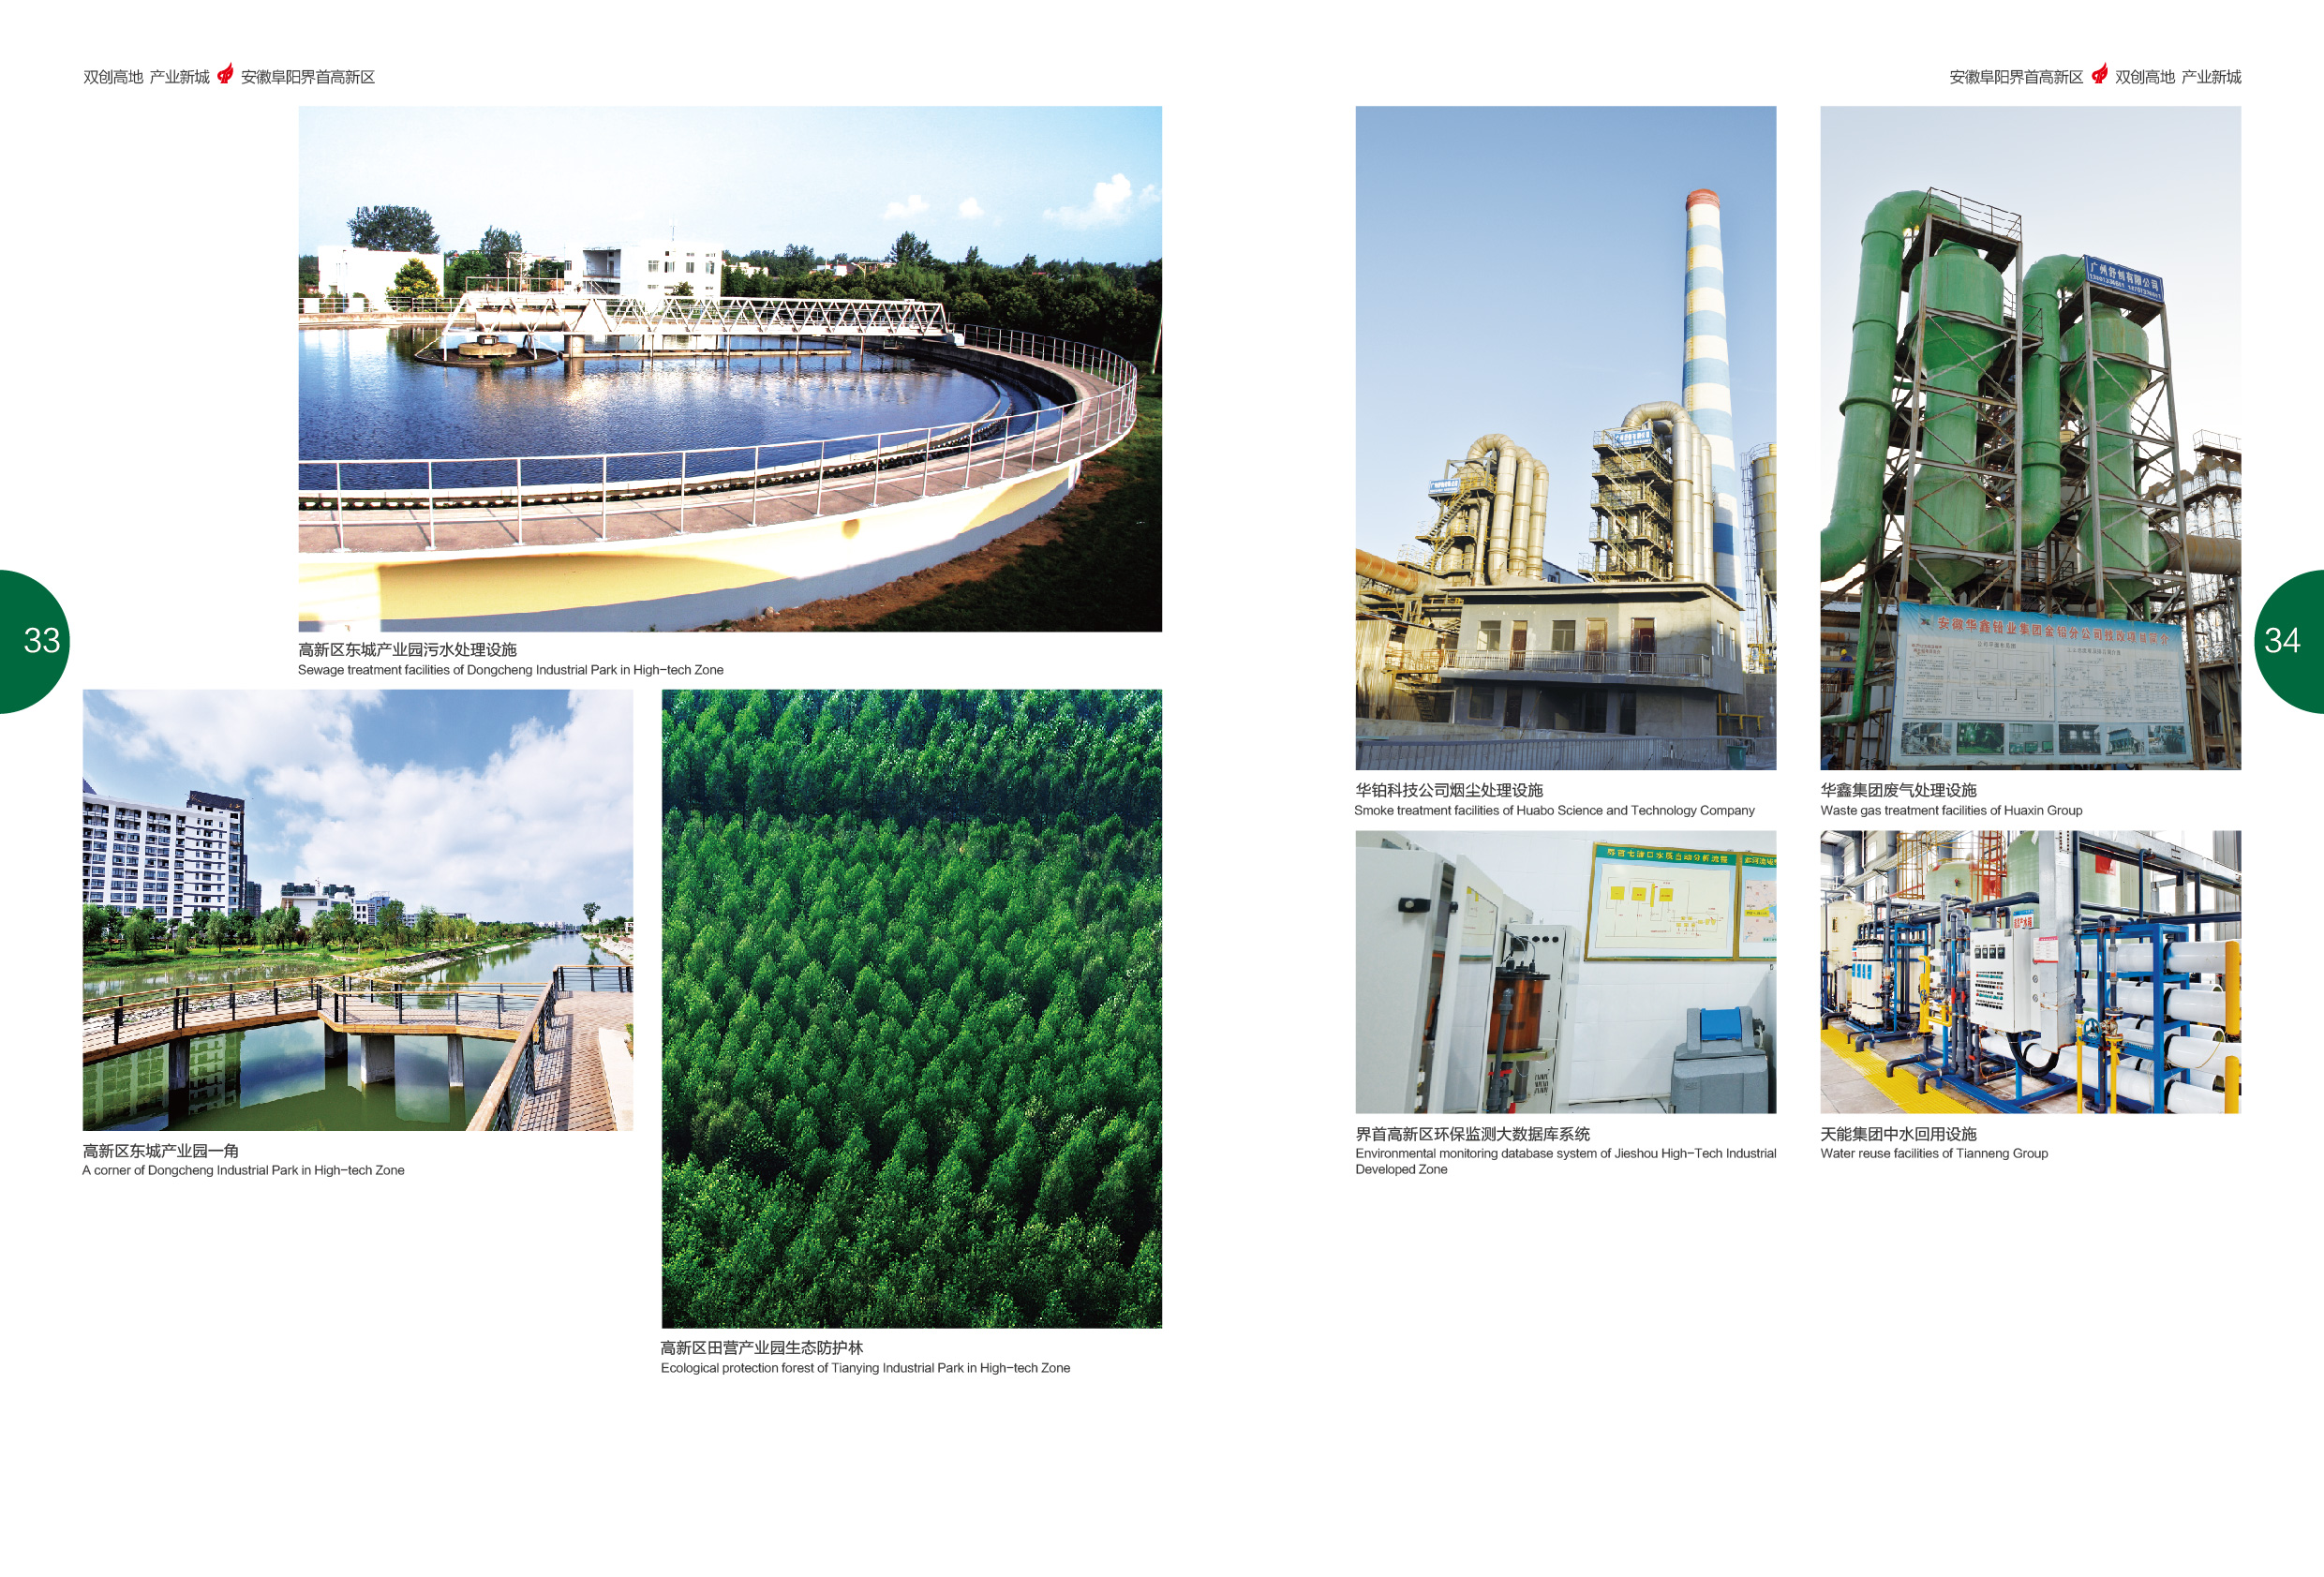 双创高地 产业新城 安徽阜阳界首高新区
高新区东城产业园污水处理设施
Sewage treatment facilities of Dongcheng Industrial Park in High-tech Zone
33
高新区东城产业园一角
A corner of Dongcheng Industrial Park in High-tech Zone
高新区田营产业园生态防护林
Ecological protection forest of Tianying Industrial Park in High-tech Zone
安徽阜阳界首高新区 双创高地 产业新城
安徽华鑫铅业集团金铅分公司技改项目简介
34
华铂科技公司烟尘处理设施
Smoke treatment facilities of Huabo Science and Technology Company
华鑫集团废气处理设施
Waste gas treatment facilities of Huaxin Group
界首高新区环保监测大数据库系统
Environmental monitoring database system of Jieshou High-Tech Industrial
Developed Zone
天能集团中水回用设施
Water reuse facilities of Tianneng Group